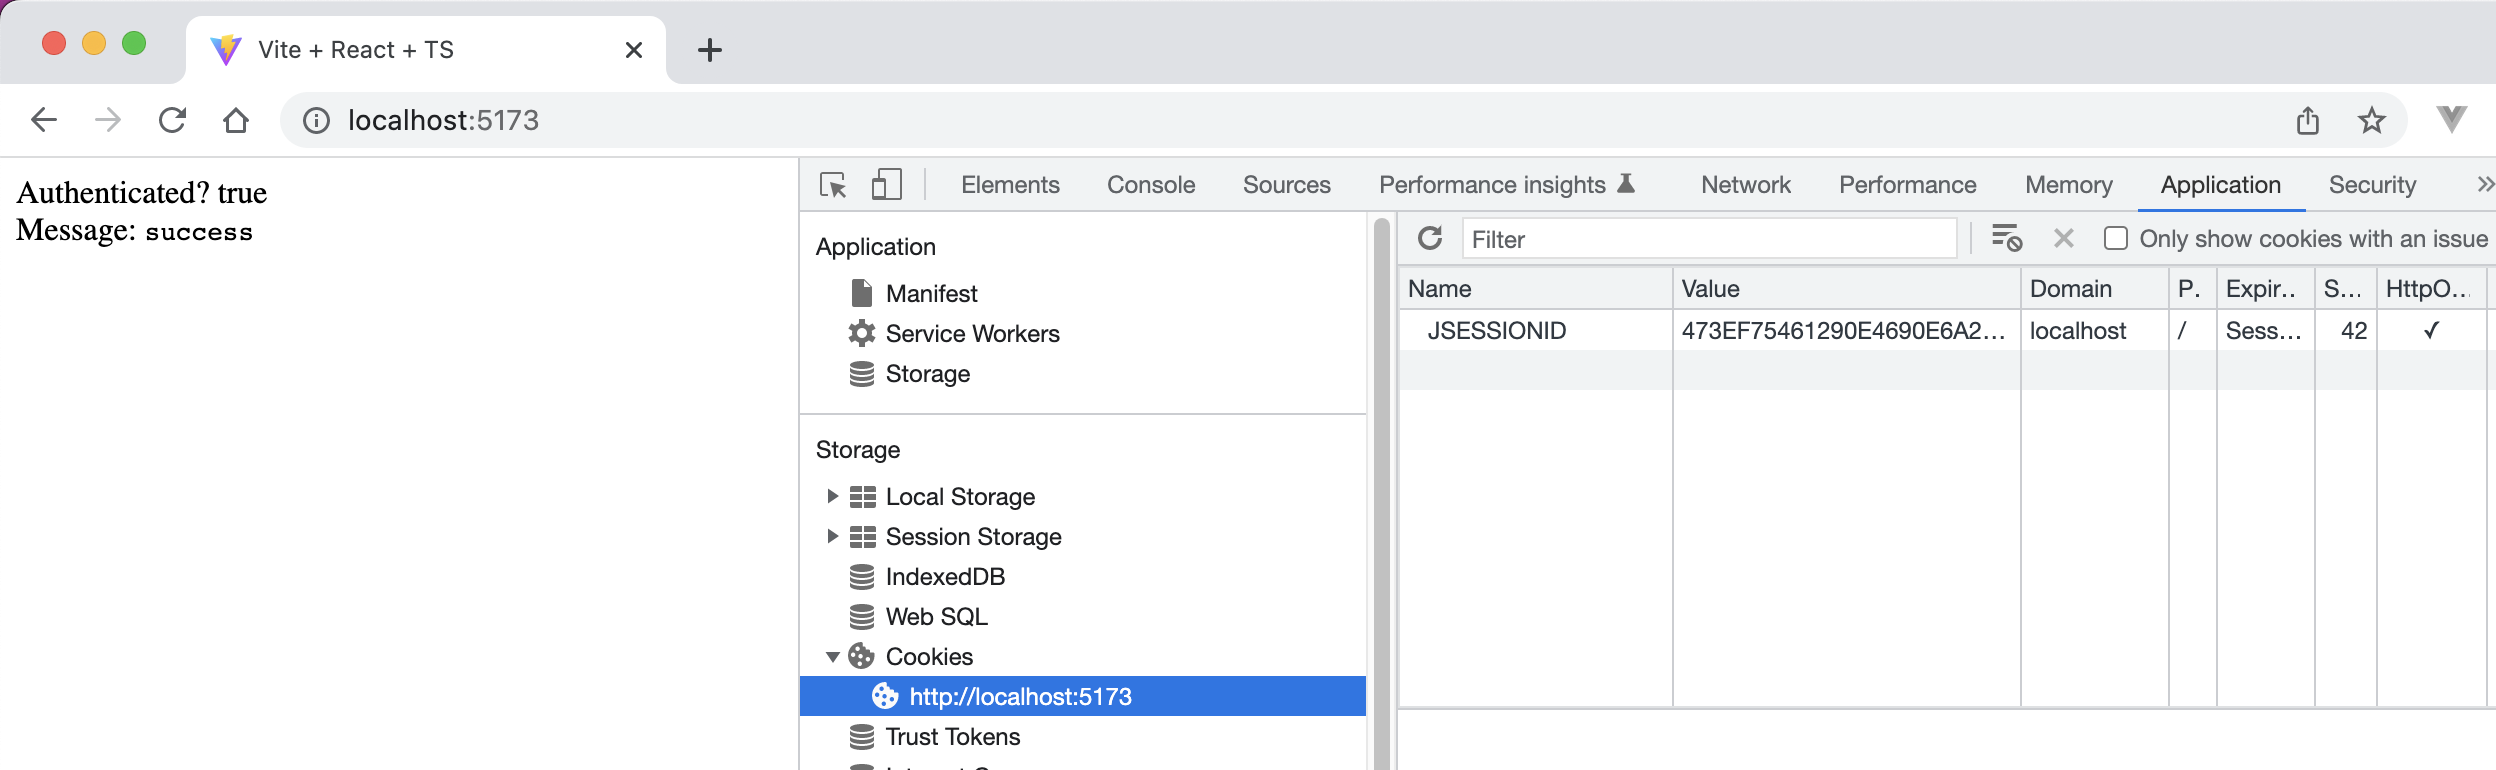 Vite + React + TS
localhost:5173
Authenticated? true
Message: success
Elements Console Sources Performance insights Network Performance Memory Application Security
Application
Manifest
Service Workers
Storage
Storage
Local Storage
Session Storage
IndexedDB
Web SQL
Cookies
http://localhost:5173
Trust Tokens
Filter Only show cookies with an issue
Name Value Domain P. Expir.. S... HttpO...
JSESSIONID 473EF75461290E4690E6A2... localhost / Sess... 42 ✓